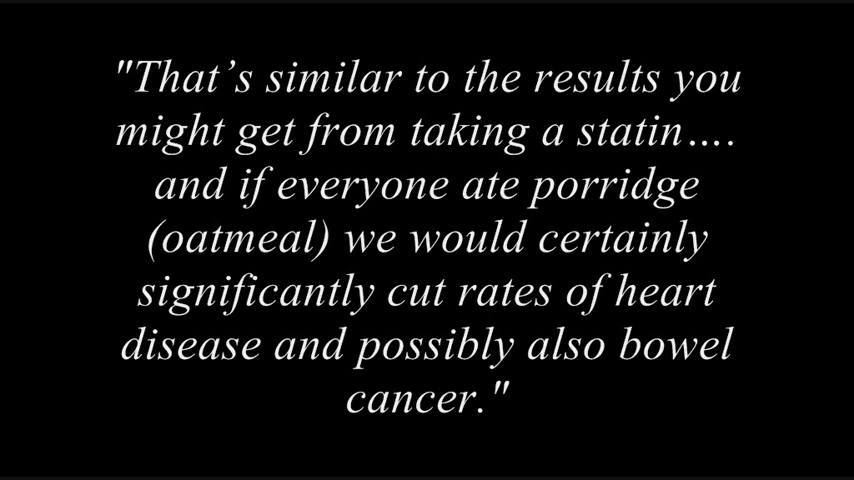 "That’s similar to the results you
might get from taking a statin….
and if everyone ate porridge
(oatmeal) we would certainly
significantly cut rates of heart
disease and possibly also bowel
cancer."